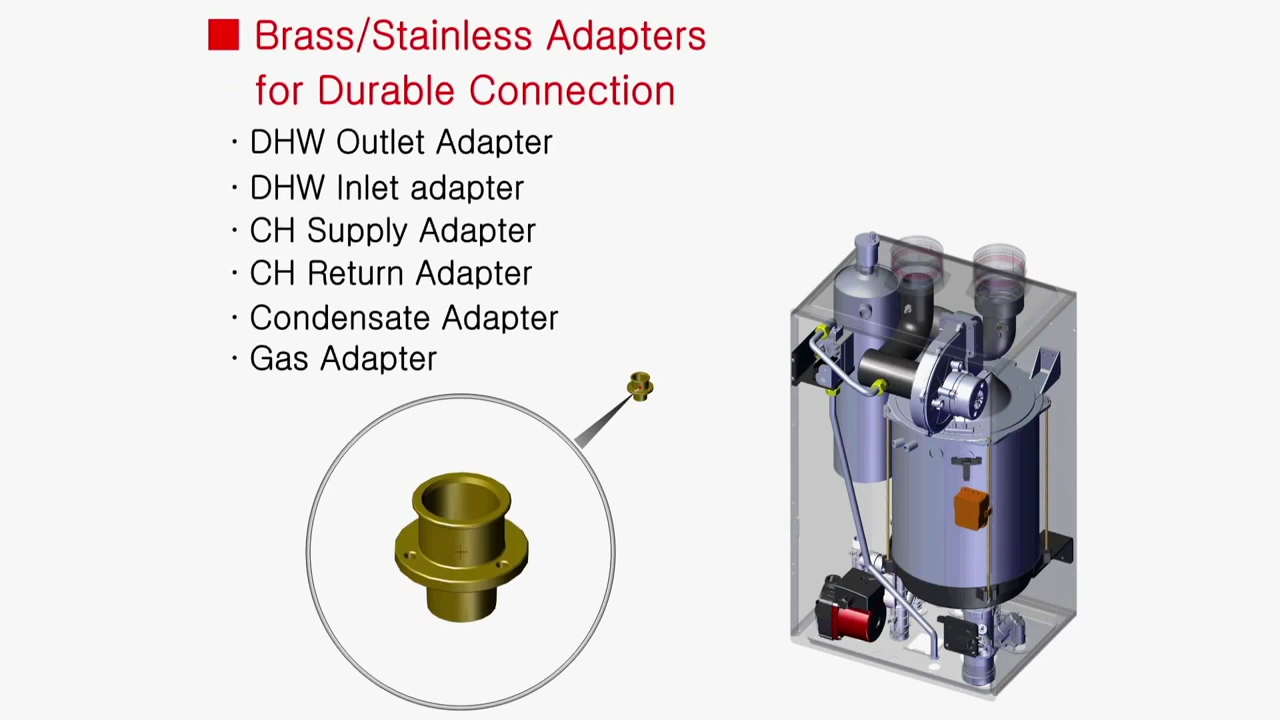 Brass/Stainless Adapters
for Durable Connection
· DHW Outlet Adapter
· DHW Inlet adapter
· CH Supply Adapter
· CH Return Adapter
· Condensate Adapter
· Gas Adapter